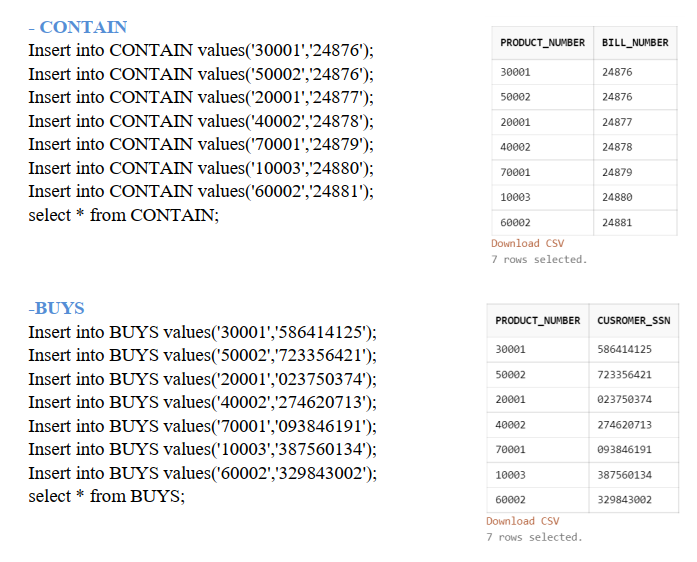 - CONTAIN
Insert into CONTAIN values('30001','24876');
Insert into CONTAIN values('50002','24876');
Insert into CONTAIN values('20001','24877');
Insert into CONTAIN values('40002','24878');
Insert into CONTAIN values('70001','24879');
Insert into CONTAIN values('10003','24880');
Insert into CONTAIN values('60002','24881');
select * from CONTAIN;
PRODUCT_NUMBER BILL_NUMBER
30001 24876
50002 24876
20001 24877
40002 24878
70001 24879
10003 24880
60002 24881
Download CSV
7 rows selected.
-BUYS
Insert into BUYS values('30001','586414125');
Insert into BUYS values('50002','723356421');
Insert into BUYS values('20001','023750374');
Insert into BUYS values('40002','274620713');
Insert into BUYS values('70001','093846191');
Insert into BUYS values('10003','387560134');
Insert into BUYS values('60002','329843002');
select * from BUYS;
PRODUCT_NUMBER CUSROMER_SSN
30001 586414125
50002 723356421
20001 023750374
40002 274620713
70001 093846191
10003 387560134
60002 329843002
Download CSV
7 rows selected.